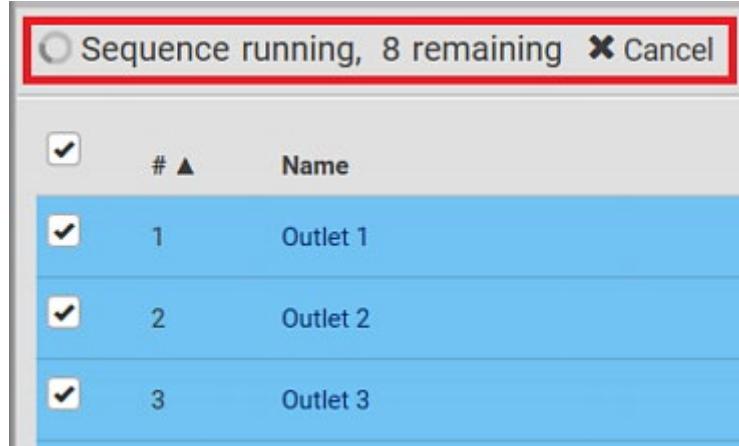 Sequence running, 8 remaining ✖ Cancel
# ▲ Name
1 Outlet 1
2 Outlet 2
3 Outlet 3